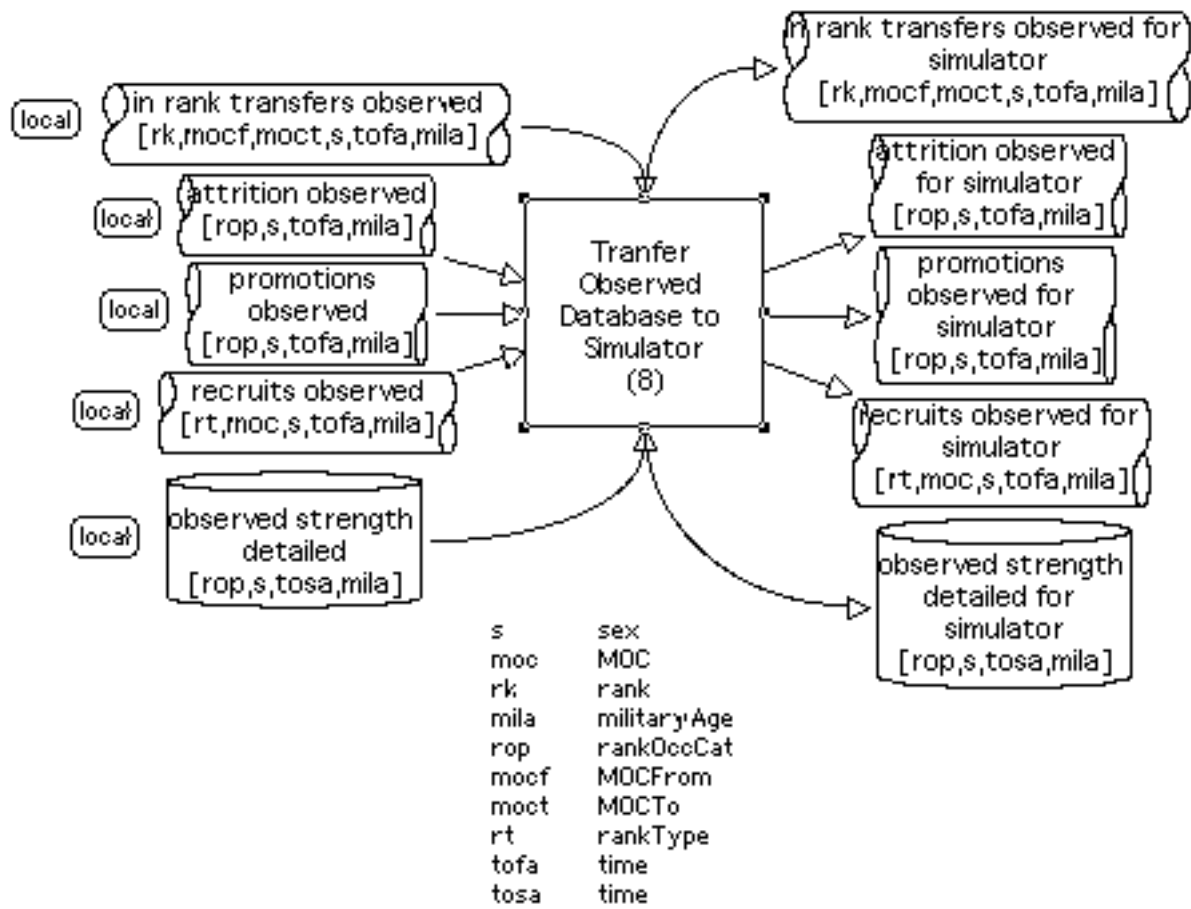 local
in rank transfers observed
[rk,mocf,moct,s,tofa,mila]
local
attrition observed
[rop,s,tofa,mila]
local
promotions
observed
[rop,s,tofa,mila]
local
recruits observed
[rt,moc,s,tofa,mila]
local
observed strength
detailed
[rop,s,tosa,mila]
Tranfer
Observed
Database to
Simulator
(8)
in rank transfers observed for
simulator
[rk,mocf,moct,s,tofa,mila]
attrition observed
for simulator
[rop,s,tofa,mila]
promotions
observed for
simulator
[rop,s,tofa,mila]
recruits observed for
simulator
[rt,moc,s,tofa,mila]
observed strength
detailed for
simulator
[rop,s,tosa,mila]
s sex
moc MOC
rk rank
mila militaryAge
rop rankOccCat
mocf MOCFrom
moct MOCTo
rt rankType
tofa time
tosa time